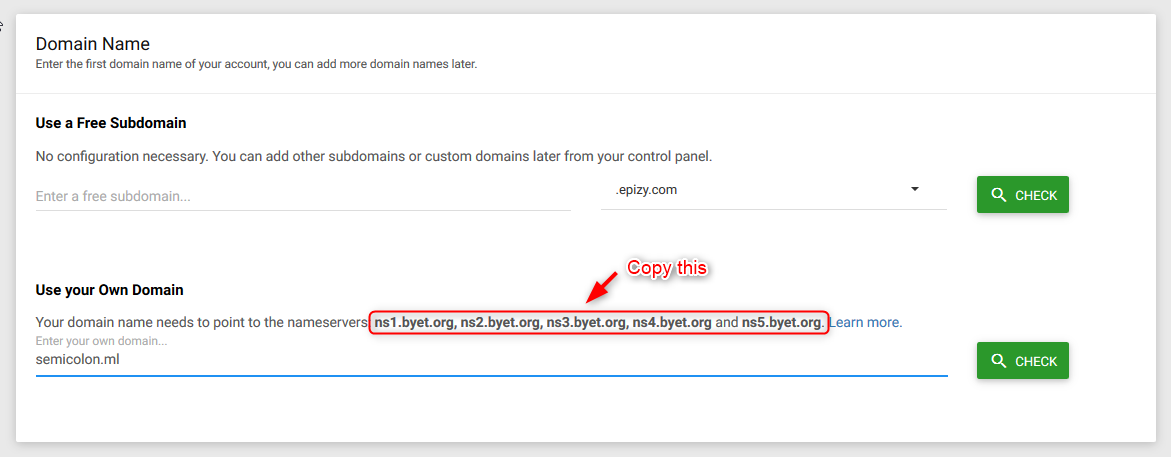 Domain Name
Enter the first domain name of your account, you can add more domain names later.
Use a Free Subdomain
No configuration necessary. You can add other subdomains or custom domains later from your control panel.
Enter a free subdomain...
.epizy.com
CHECK
Copy this
Use your Own Domain
Your domain name needs to point to the nameservers ns1.byet.org, ns2.byet.org, ns3.byet.org, ns4.byet.org and ns5.byet.org. Learn more.
Enter your own domain...
semicolon.ml
CHECK